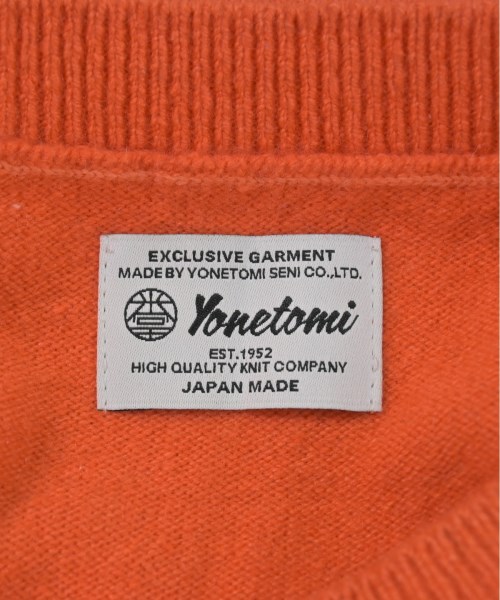 EXCLUSIVE GARMENT
MADE BY YONETOMI SENI CO.,LTD.
Yonetomi
EST.1952
HIGH QUALITY KNIT COMPANY
JAPAN MADE